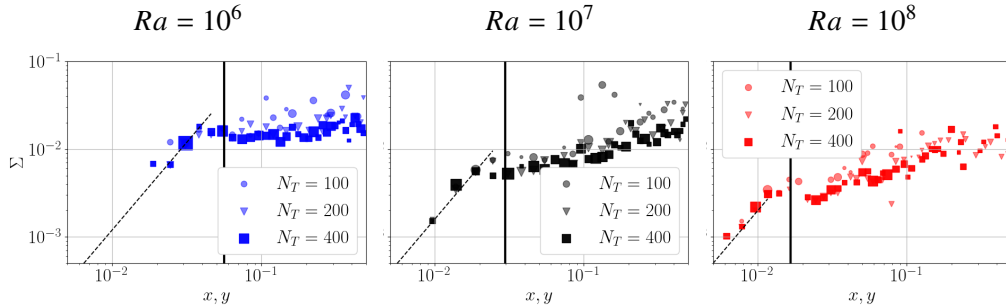 Ra = 10^6
Ra = 10^7
Ra = 10^8
Σ
10^{-1}
10^{-2}
10^{-3}
N_T = 100
N_T = 200
N_T = 400
N_T = 100
N_T = 200
N_T = 400
N_T = 100
N_T = 200
N_T = 400
10^{-2}
10^{-1}
10^{-2}
10^{-1}
10^{-2}
10^{-1}
x, y
x, y
x, y